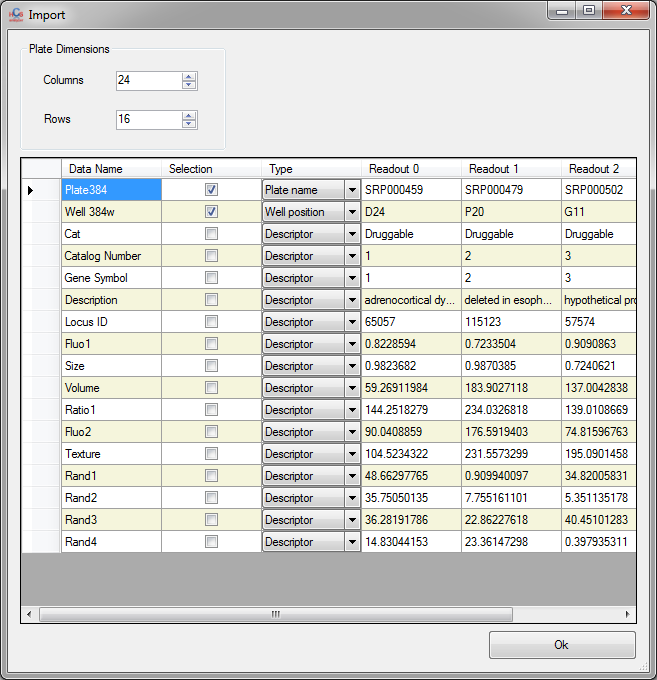 Import
Plate Dimensions
Columns 24
Rows 16
Data Name Selection Type Readout 0 Readout 1 Readout 2
Plate384 Plate name SRP000459 SRP000479 SRP000502
Well 384w Well position D24 P20 G11
Cat Descriptor Druggable Druggable Druggable
Catalog Number Descriptor 1 2 3
Gene Symbol Descriptor 1 2 3
Description Descriptor adrenocortical dy... deleted in esoph... hypothetical pro
Locus ID Descriptor 65057 115123 57574
Fluo1 Descriptor 0.8228594 0.7233504 0.9090863
Size Descriptor 0.9823682 0.9870385 0.7240621
Volume Descriptor 59.26911984 183.9027118 137.0042838
Ratio1 Descriptor 144.2518279 234.0326818 139.0108669
Fluo2 Descriptor 90.0408859 176.5919403 74.81596763
Texture Descriptor 104.5234322 231.5573299 195.0901458
Rand1 Descriptor 48.66297765 0.909940097 34.82005831
Rand2 Descriptor 35.75050135 7.755161101 5.351135178
Rand3 Descriptor 36.28191786 22.86227618 40.45101283
Rand4 Descriptor 14.83044153 23.36147298 0.397935311
Ok